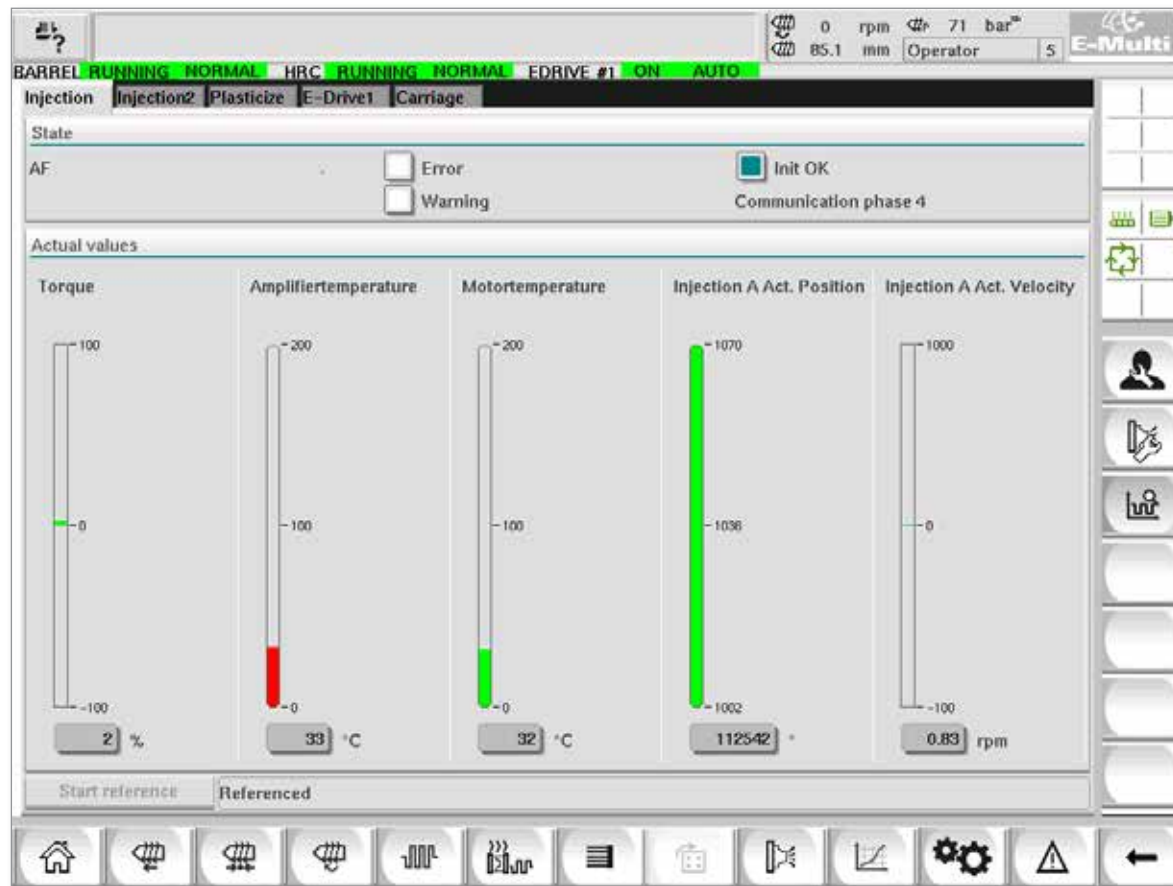 ?
0 rpm 71 bar
85.1 mm Operator 5
E-Multi
BARREL RUNNING NORMAL HRC RUNNING NORMAL EDRIVE #1 ON AUTO
Injection Injection2 Plasticize E-Drive1 Carriage
State
AF Error Init OK
Warning Communication phase 4
Actual values
Torque Amplifiertemperature Motortemperature Injection A Act. Position Injection A Act. Velocity
100 200 200 1070 1000
0 100 100 1036 0
-100 0 0 1002 -100
2 % 33 °C 32 °C 112542 ° 0.83 rpm
Start reference Referenced